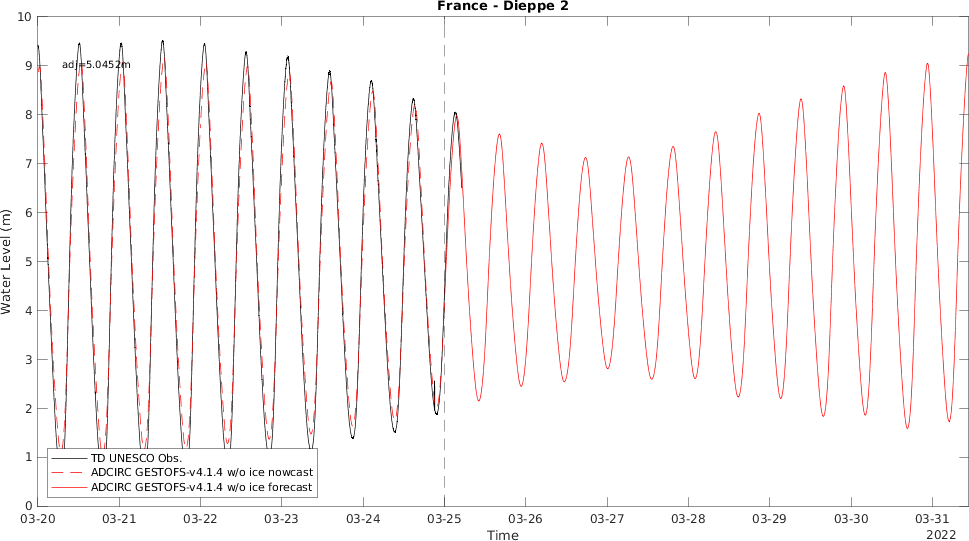 France - Dieppe 2
10
9
8
7
6
5
4
3
2
1
0
Water Level (m)
adj=5.0452m
TD UNESCO Obs.
ADCIRC GESTOFS-v4.1.4 w/o ice nowcast
ADCIRC GESTOFS-v4.1.4 w/o ice forecast
03-20 03-21 03-22 03-23 03-24 03-25 03-26 03-27 03-28 03-29 03-30 03-31
Time
2022